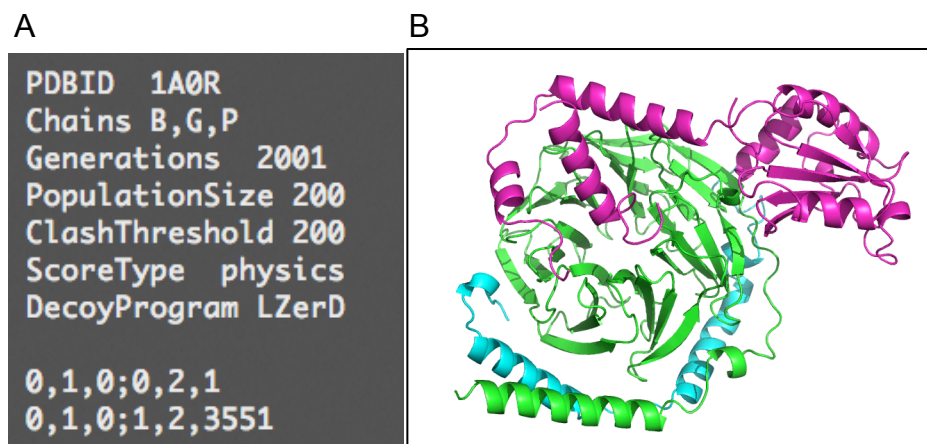 A
B
PDBID  1A0R
Chains B,G,P
Generations  2001
PopulationSize 200
ClashThreshold 200
ScoreType  physics
DecoyProgram LZerD
0,1,0;0,2,1
0,1,0;1,2,3551